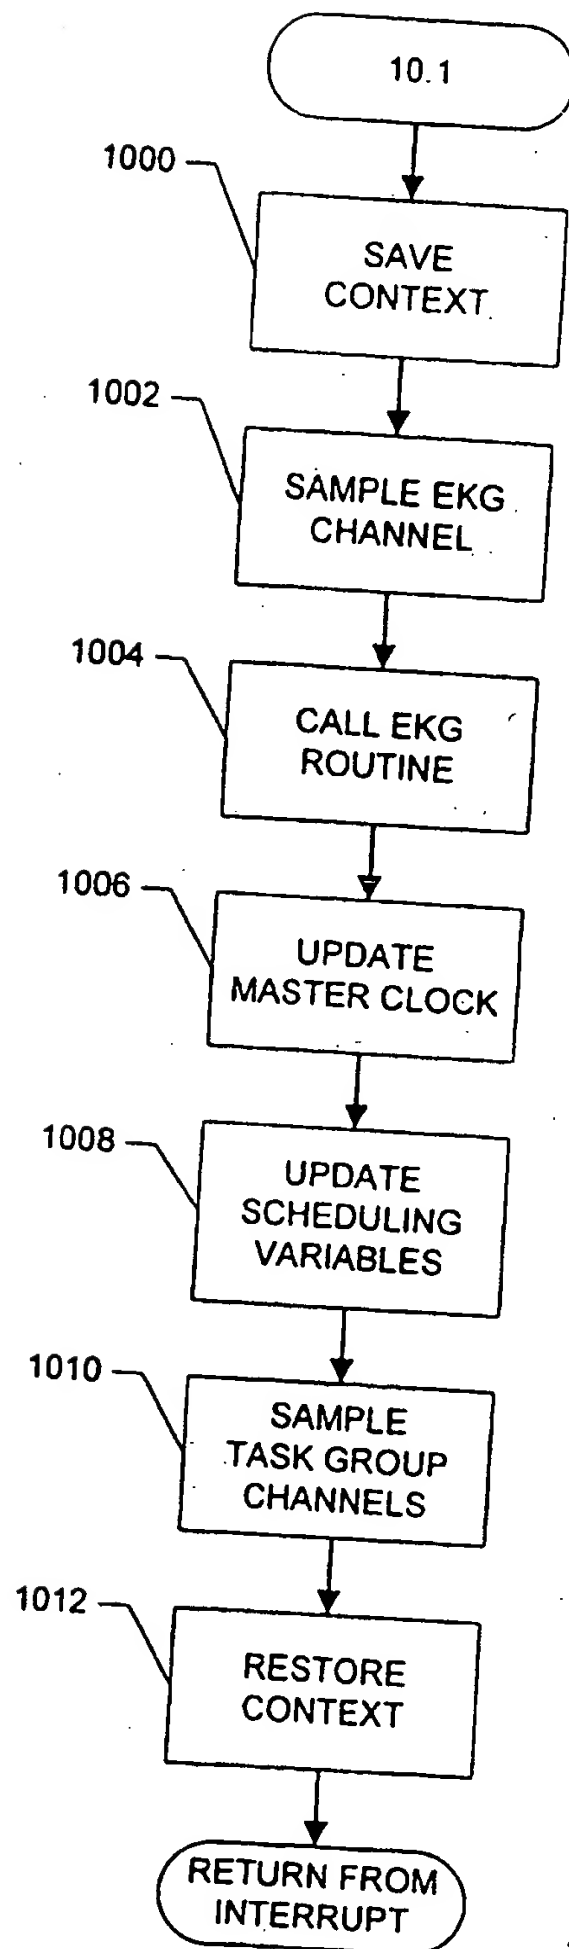 10.1
1000
SAVE
CONTEXT
1002
SAMPLE EKG
CHANNEL
1004
CALL EKG
ROUTINE
1006
UPDATE
MASTER CLOCK
1008
UPDATE
SCHEDULING
VARIABLES
1010
SAMPLE
TASK GROUP
CHANNELS
1012
RESTORE
CONTEXT
RETURN FROM
INTERRUPT